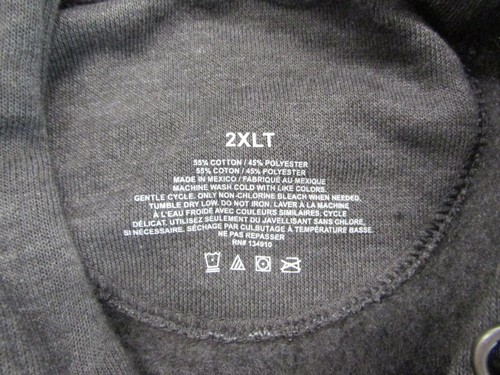 2XLT
55% COTTON / 45% POLYESTER
55% COTTON / 45% POLYESTER
MADE IN MEXICO / FABRIQUÉ AU MEXIQUE
MACHINE WASH COLD WITH LIKE COLORS.
GENTLE CYCLE. ONLY NON-CHLORINE BLEACH WHEN NEEDED.
TUMBLE DRY LOW. DO NOT IRON. LAVER À LA MACHINE
À L'EAU FROIDE AVEC COULEURS SIMILAIRES, CYCLE
DÉLICAT. UTILISEZ SEULEMENT DU JAVELLISANT SANS CHLORE,
SI NÉCESSAIRE. SÉCHAGE PAR CULBUTAGE À TEMPÉRATURE BASSE.
NE PAS REPASSER
RN# 134910